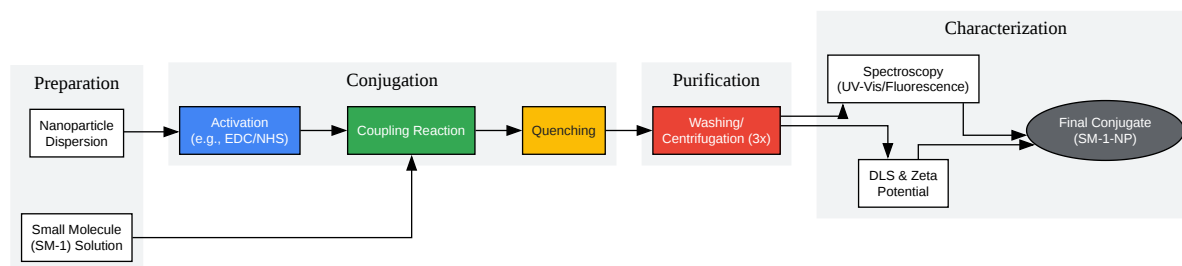 Preparation
Nanoparticle
Dispersion
Small Molecule
(SM-1) Solution
Conjugation
Activation
(e.g., EDC/NHS)
Coupling Reaction
Quenching
Purification
Washing/
Centrifugation (3x)
Characterization
Spectroscopy
(UV-Vis/Fluorescence)
DLS & Zeta
Potential
Final Conjugate
(SM-1-NP)